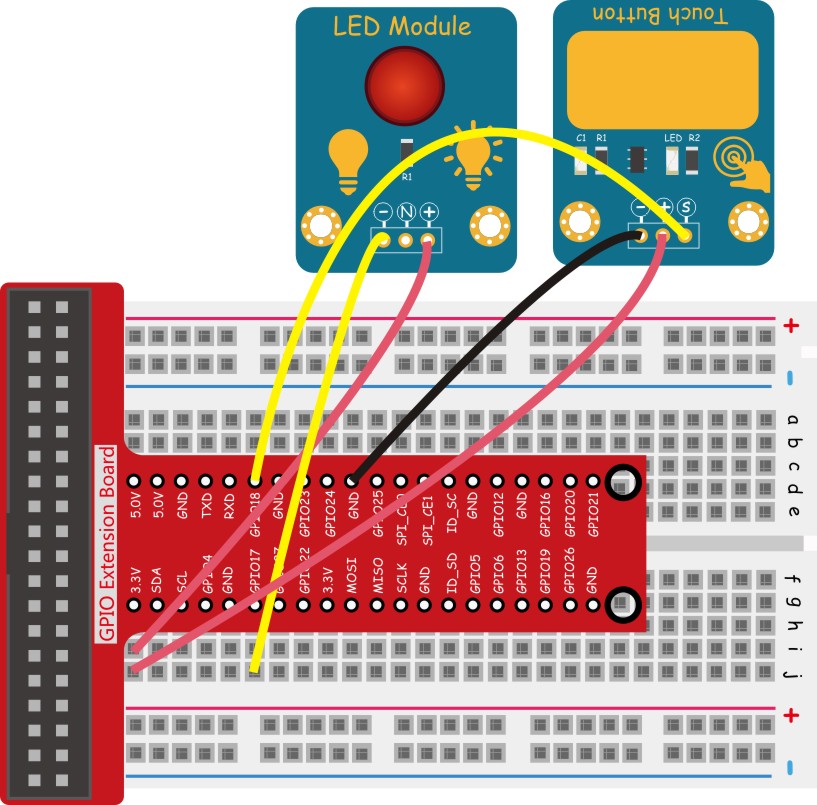 LED Module
Touch Button
C1 R1 LED R2
R1
− N +
− + S
+
-
a
b
c
d
e
5.0V 5.0V GND TXD RXD GPIO18 GND GPIO23 GPIO24 GND GPIO25 SPI_CE0 SPI_CE1 ID_SC GND GPIO12 GND GPIO16 GPIO20 GPIO21
GPIO Extension Board
3.3V SDA SCL GPIO4 GND GPIO17 GPIO22 3.3V MOSI MISO SCLK GND ID_SD GPIO5 GPIO6 GPIO13 GPIO19 GPIO26 GND
f
g
h
i
j
+
-